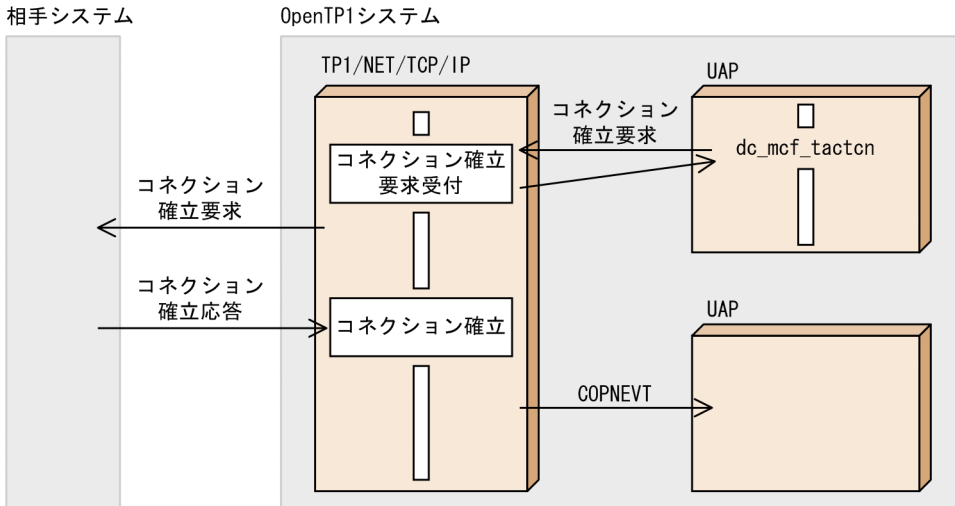 相手システム
OpenTP1システム
TP1/NET/TCP/IP
UAP
コネクション
確立要求
dc_mcf_tactcn
コネクション確立
要求受付
コネクション
確立要求
コネクション
確立応答
コネクション確立
UAP
COPNEVT